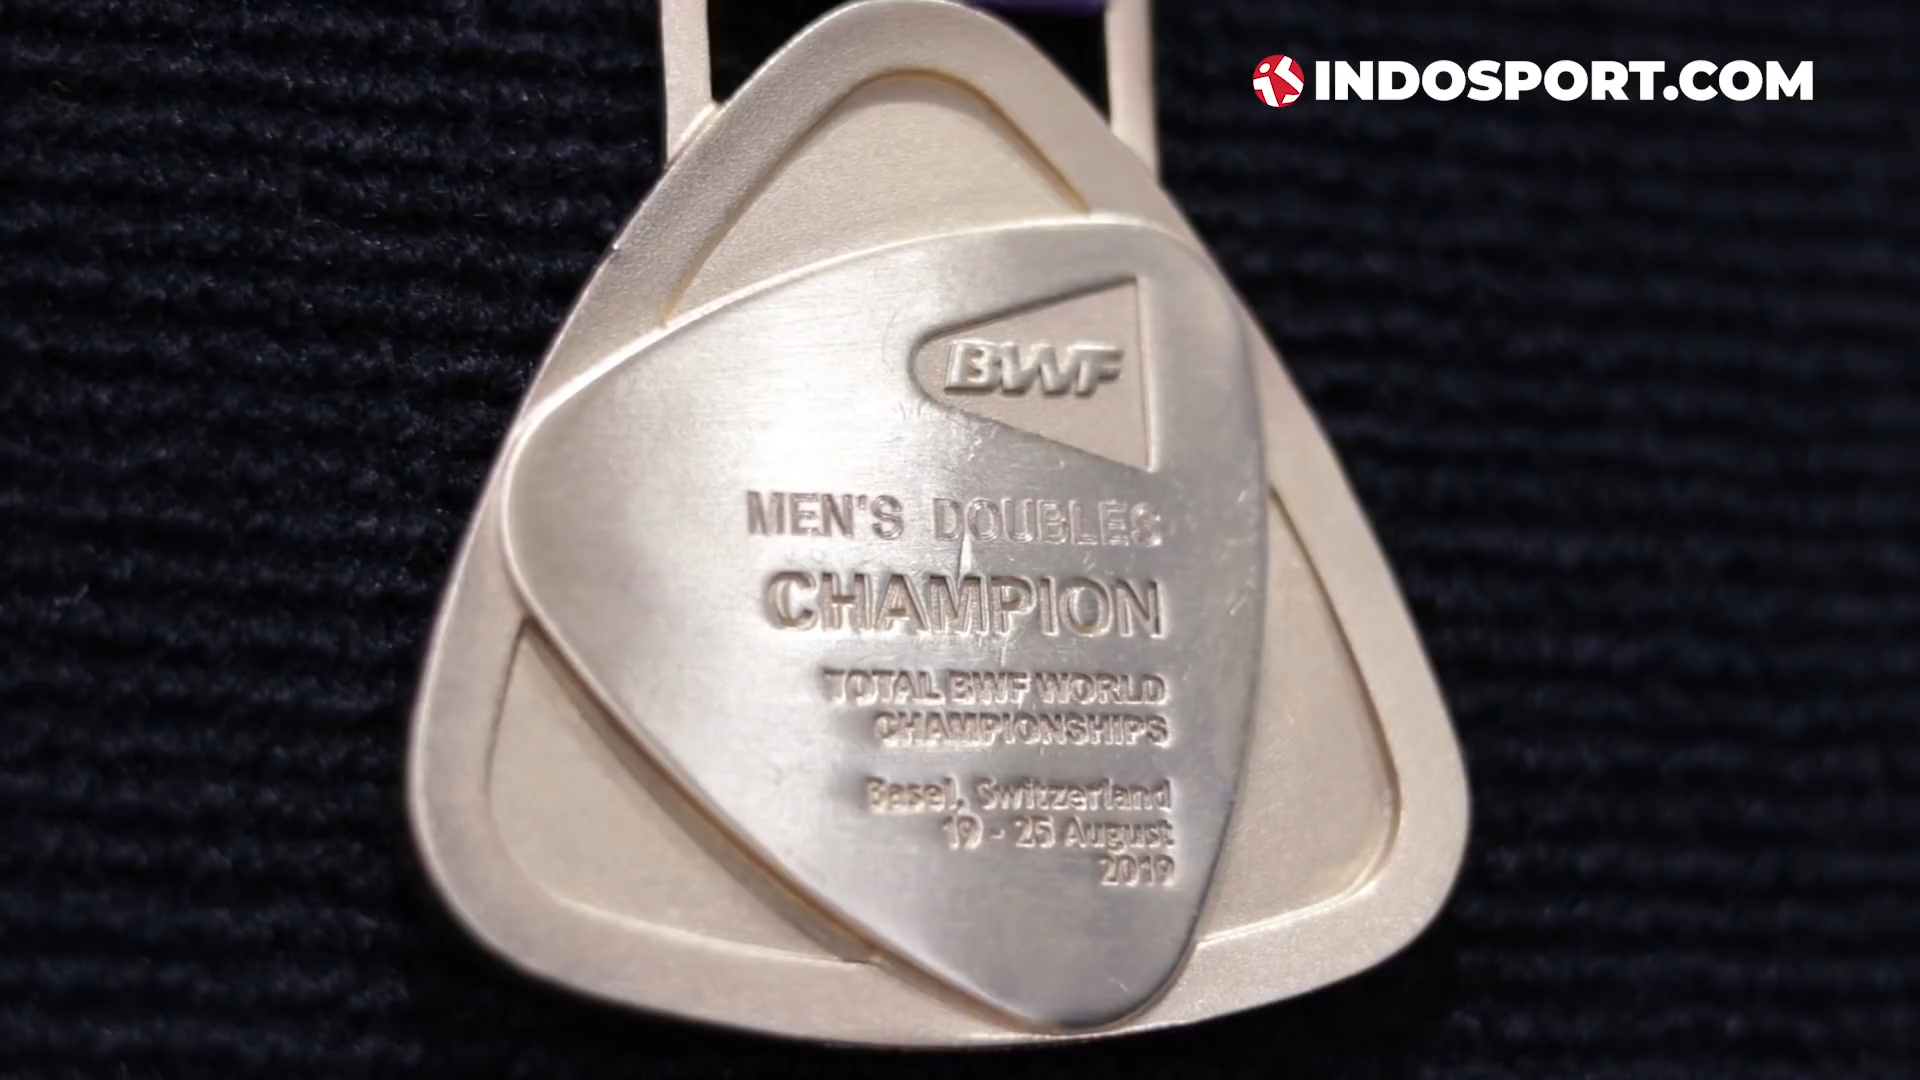 INDOSPORT.COM
BWF
MEN'S DOUBLES
CHAMPION
TOTAL BWF WORLD
CHAMPIONSHIPS
Basel, Switzerland
19 - 25 August
2019